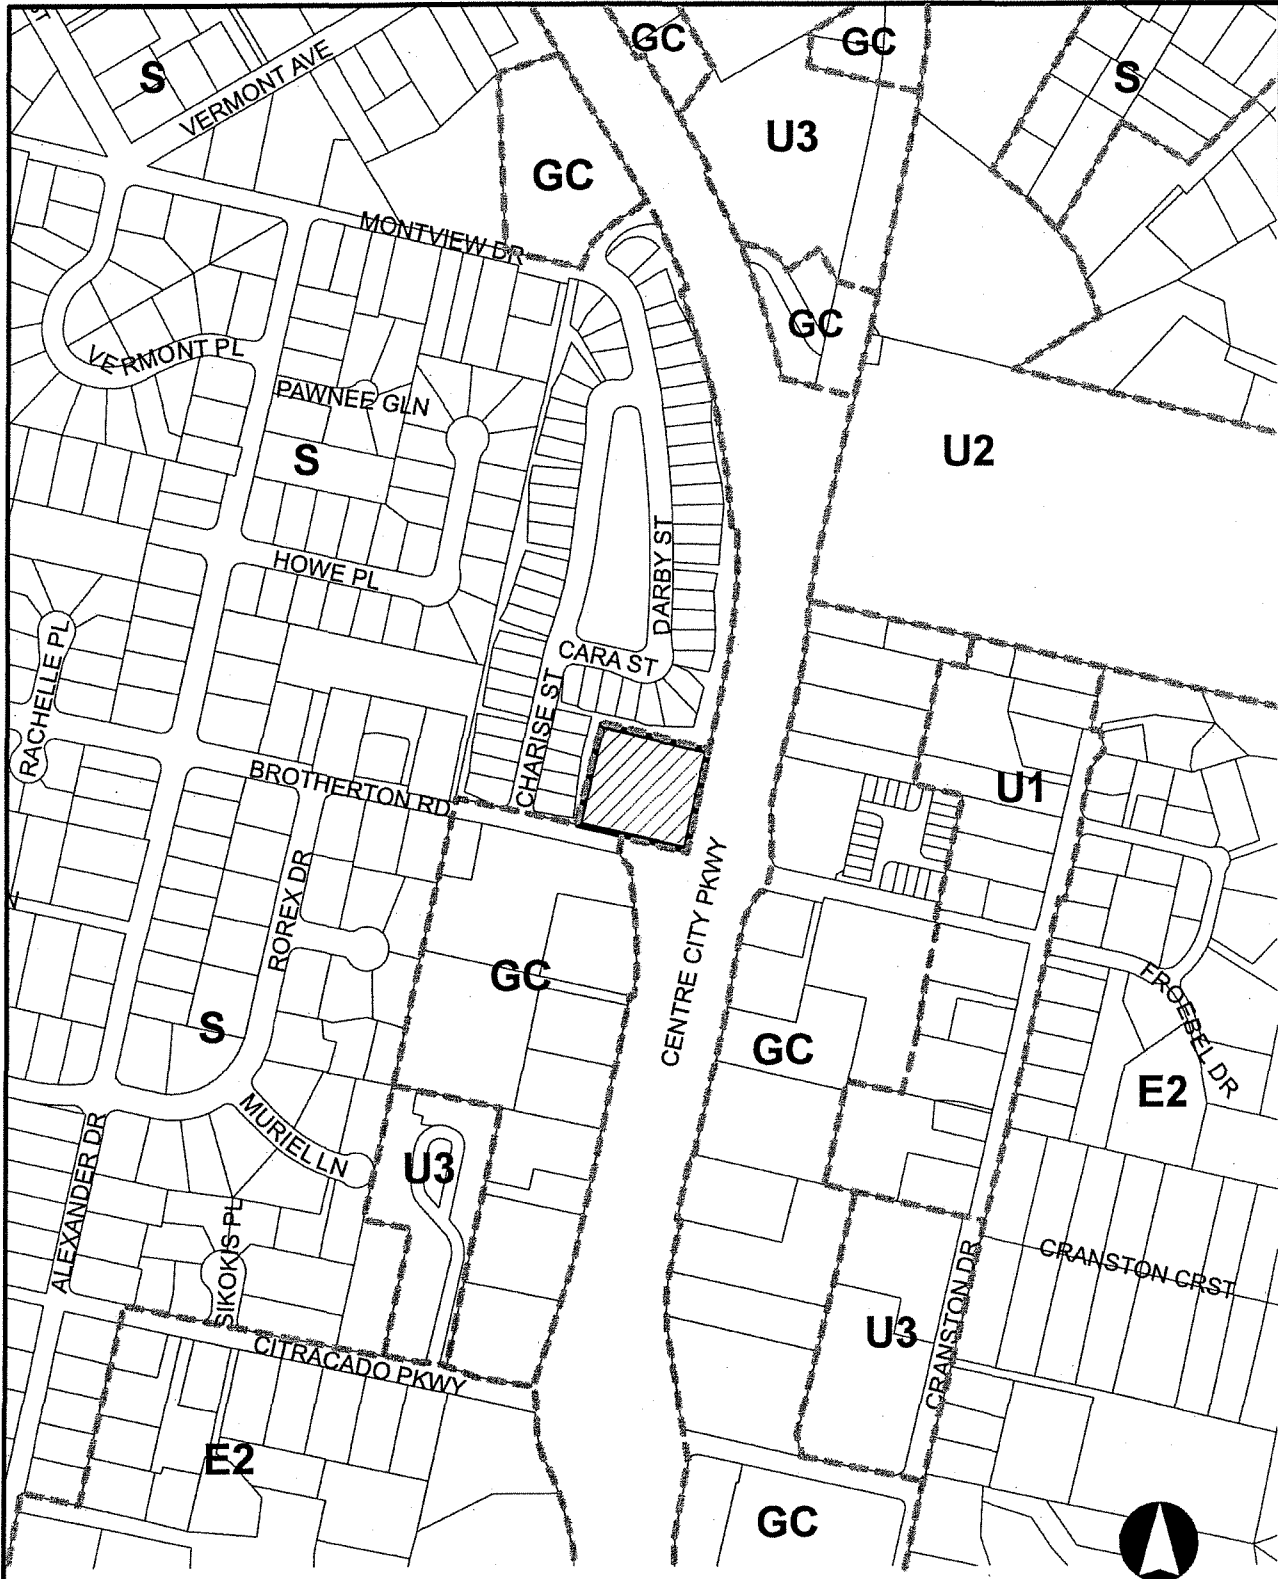 ST
S
VERMONT AVE
GC
GC
S
U3
GC
MONTVIEW DR
GC
VERMONT PL
PAWNEE GLN
S
U2
HOWE PL
DARBY ST
CARA ST
RACHELLE PL
CHARISE ST
BROTHERTON RD
U1
ROREX DR
CENTRE CITY PKWY
GC
FROEBEL DR
S
GC
E2
MURIEL LN
U3
ALEXANDER DR
SIKOKIS PL
CRANSTON CRST
CRANSTON DR
U3
CITRACADO PKWY
E2
GC